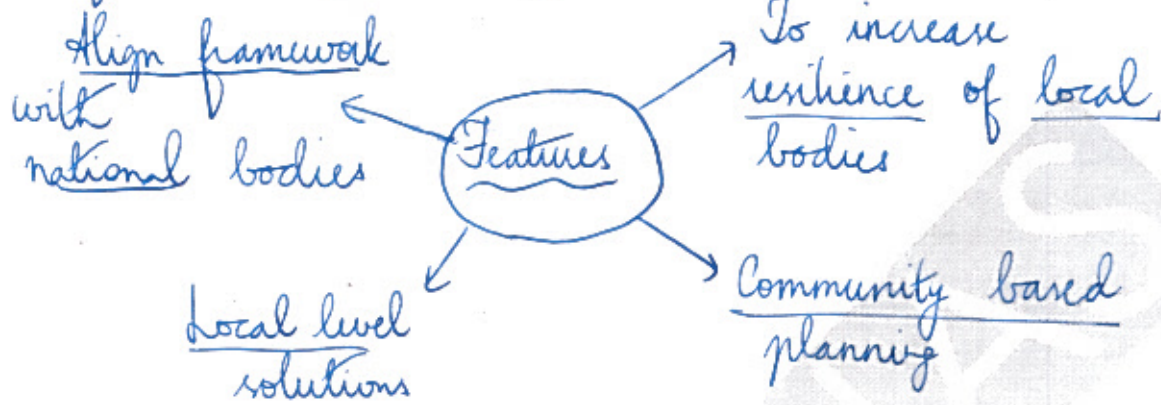 Align framework
with
national bodies
Features
To increase
resilience of local
bodies
Local level
solutions
Community based
planning